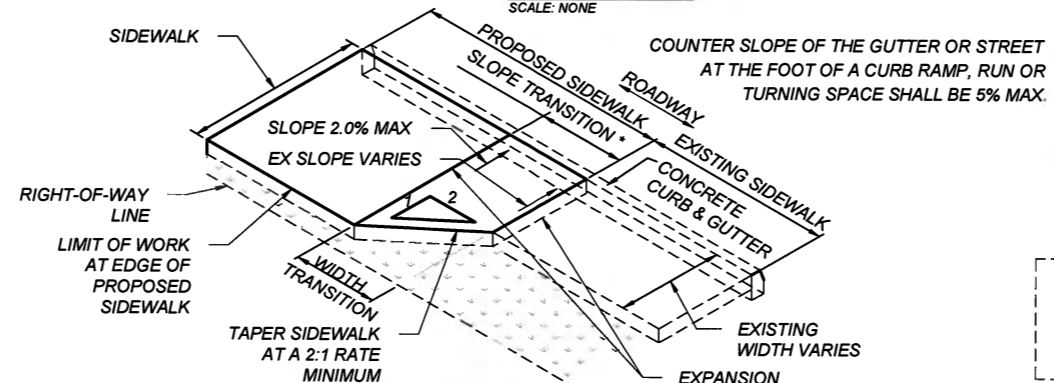 SCALE: NONE
SIDEWALK
PROPOSED SIDEWALK
SLOPE TRANSITION *
ROADWAY
COUNTER SLOPE OF THE GUTTER OR STREET
AT THE FOOT OF A CURB RAMP, RUN OR
TURNING SPACE SHALL BE 5% MAX.
SLOPE 2.0% MAX
EX SLOPE VARIES
EXISTING SIDEWALK
CONCRETE
CURB & GUTTER
1
2
RIGHT-OF-WAY
LINE
LIMIT OF WORK
AT EDGE OF
PROPOSED
SIDEWALK
WIDTH
TRANSITION
TAPER SIDEWALK
AT A 2:1 RATE
MINIMUM
EXISTING
WIDTH VARIES
EXPANSION